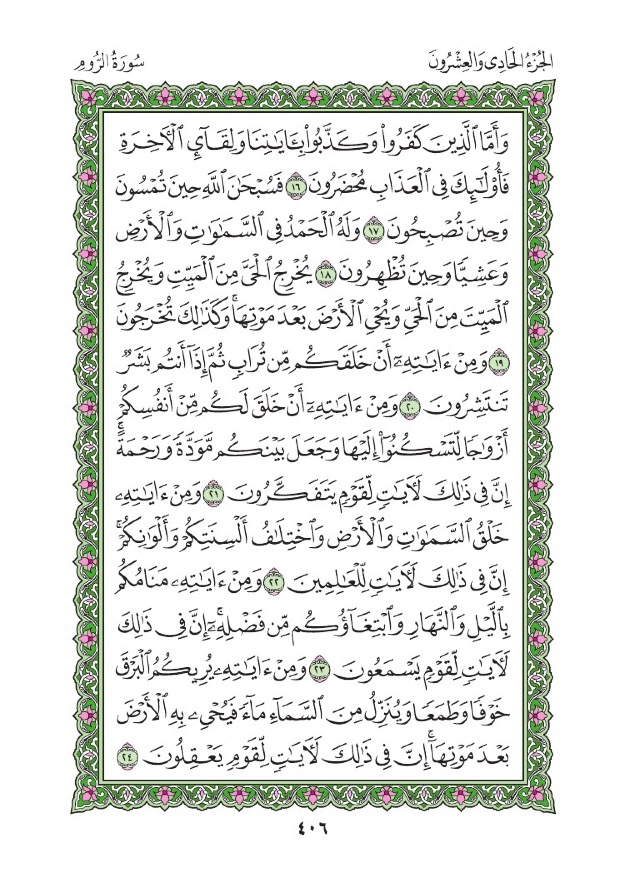 الجُزْءُ الحَادِي وَالعِشْرُونَ
سُورَةُ الرُّومِ
وَأَمَّا ٱلَّذِينَ كَفَرُواْ وَكَذَّبُواْ بِـَٔايَٰتِنَا وَلِقَآيِٕ ٱلۡأٓخِرَةِ
فَأُوْلَٰٓئِكَ فِي ٱلۡعَذَابِ مُحۡضَرُونَ ١٦ فَسُبۡحَٰنَ ٱللَّهِ حِينَ تُمۡسُونَ
وَحِينَ تُصۡبِحُونَ ١٧ وَلَهُ ٱلۡحَمۡدُ فِي ٱلسَّمَٰوَٰتِ وَٱلۡأَرۡضِ
وَعَشِيّٗا وَحِينَ تُظۡهِرُونَ ١٨ يُخۡرِجُ ٱلۡحَيَّ مِنَ ٱلۡمَيِّتِ وَيُخۡرِجُ
ٱلۡمَيِّتَ مِنَ ٱلۡحَيِّ وَيُحۡيِ ٱلۡأَرۡضَ بَعۡدَ مَوۡتِهَاۚ وَكَذَٰلِكَ تُخۡرَجُونَ
١٩ وَمِنۡ ءَايَٰتِهِۦٓ أَنۡ خَلَقَكُم مِّن تُرَابٖ ثُمَّ إِذَآ أَنتُم بَشَرٞ
تَنتَشِرُونَ ٢٠ وَمِنۡ ءَايَٰتِهِۦٓ أَنۡ خَلَقَ لَكُم مِّنۡ أَنفُسِكُمۡ
أَزۡوَٰجٗا لِّتَسۡكُنُوٓاْ إِلَيۡهَا وَجَعَلَ بَيۡنَكُم مَّوَدَّةٗ وَرَحۡمَةًۚ
إِنَّ فِي ذَٰلِكَ لَأٓيَٰتٖ لِّقَوۡمٖ يَتَفَكَّرُونَ ٢١ وَمِنۡ ءَايَٰتِهِۦ
خَلۡقُ ٱلسَّمَٰوَٰتِ وَٱلۡأَرۡضِ وَٱخۡتِلَٰفُ أَلۡسِنَتِكُمۡ وَأَلۡوَٰنِكُمۡۚ
إِنَّ فِي ذَٰلِكَ لَأٓيَٰتٖ لِّلۡعَٰلِمِينَ ٢٢ وَمِنۡ ءَايَٰتِهِۦ مَنَامُكُم
بِٱلَّيۡلِ وَٱلنَّهَارِ وَٱبۡتِغَآؤُكُم مِّن فَضۡلِهِۦٓۚ إِنَّ فِي ذَٰلِكَ
لَأٓيَٰتٖ لِّقَوۡمٖ يَسۡمَعُونَ ٢٣ وَمِنۡ ءَايَٰتِهِۦ يُرِيكُمُ ٱلۡبَرۡقَ
خَوۡفٗا وَطَمَعٗا وَيُنَزِّلُ مِنَ ٱلسَّمَآءِ مَآءٗ فَيُحۡيِۦ بِهِ ٱلۡأَرۡضَ
بَعۡدَ مَوۡتِهَآۚ إِنَّ فِي ذَٰلِكَ لَأٓيَٰتٖ لِّقَوۡمٖ يَعۡقِلُونَ ٢٤
٤٠٦